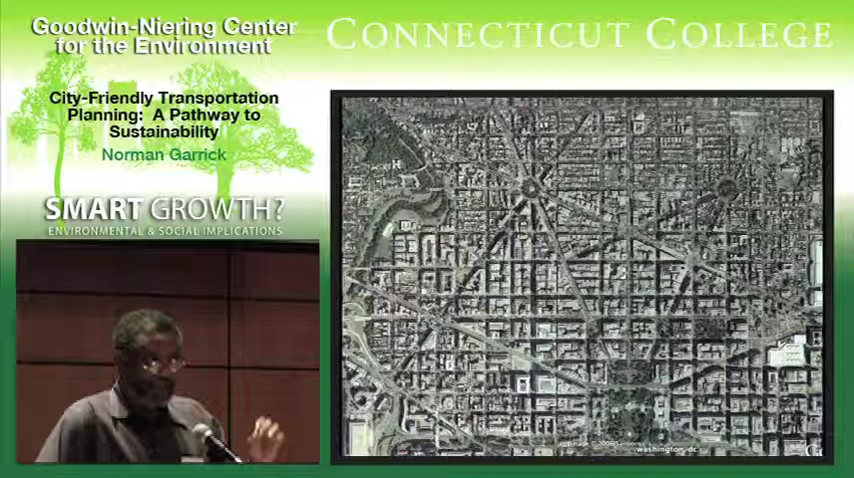 Goodwin-Niering Center
for the Environment
CONNECTICUT COLLEGE
City-Friendly Transportation
Planning: A Pathway to
Sustainability
Norman Garrick
SMART GROWTH?
ENVIRONMENTAL & SOCIAL IMPLICATIONS
washington, dc